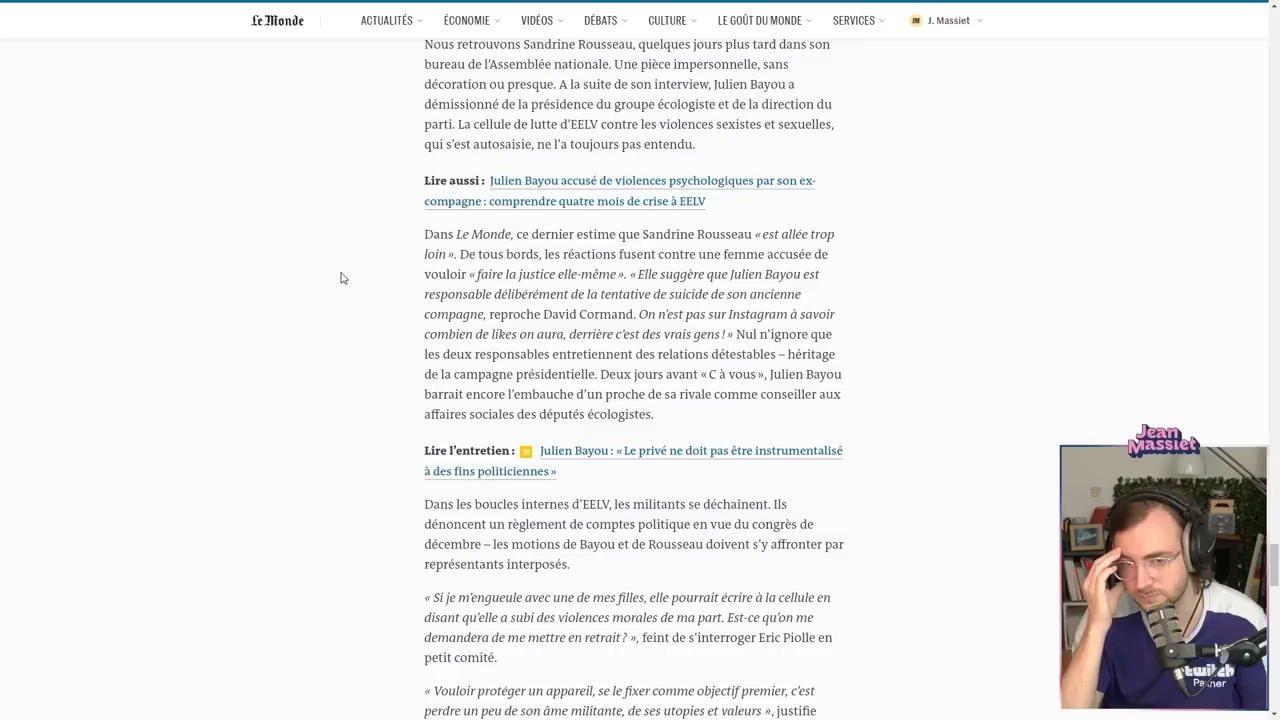 Le Monde
ACTUALITÉS
ÉCONOMIE
VIDÉOS
DÉBATS
CULTURE
LE GOÛT DU MONDE
SERVICES
JM
J. Massiet
Nous retrouvons Sandrine Rousseau, quelques jours plus tard dans son
bureau de l’Assemblée nationale. Une pièce impersonnelle, sans
décoration ou presque. A la suite de son interview, Julien Bayou a
démissionné de la présidence du groupe écologiste et de la direction du
parti. La cellule de lutte d’EELV contre les violences sexistes et sexuelles,
qui s’est autosaisie, ne l’a toujours pas entendu.
Lire aussi : Julien Bayou accusé de violences psychologiques par son ex-
compagne : comprendre quatre mois de crise à EELV
Dans Le Monde, ce dernier estime que Sandrine Rousseau « est allée trop
loin ». De tous bords, les réactions fusent contre une femme accusée de
vouloir « faire la justice elle-même ». « Elle suggère que Julien Bayou est
responsable délibérément de la tentative de suicide de son ancienne
compagne, reproche David Cormand. On n’est pas sur Instagram à savoir
combien de likes on aura, derrière c’est des vrais gens ! » Nul n’ignore que
les deux responsables entretiennent des relations détestables – héritage
de la campagne présidentielle. Deux jours avant « C à vous », Julien Bayou
barrait encore l’embauche d’un proche de sa rivale comme conseiller aux
affaires sociales des députés écologistes.
Lire l’entretien : Julien Bayou : « Le privé ne doit pas être instrumentalisé
à des fins politiciennes »
Dans les boucles internes d’EELV, les militants se déchaînent. Ils
dénoncent un règlement de comptes politique en vue du congrès de
décembre – les motions de Bayou et de Rousseau doivent s’y affronter par
représentants interposés.
« Si je m’engueule avec une de mes filles, elle pourrait écrire à la cellule en
disant qu’elle a subi des violences morales de ma part. Est-ce qu’on me
demandera de me mettre en retrait ? », feint de s’interroger Eric Piolle en
petit comité.
« Vouloir protéger un appareil, se le fixer comme objectif premier, c’est
perdre un peu de son âme militante, de ses utopies et valeurs », justifie
Jean
Massiet
twitch